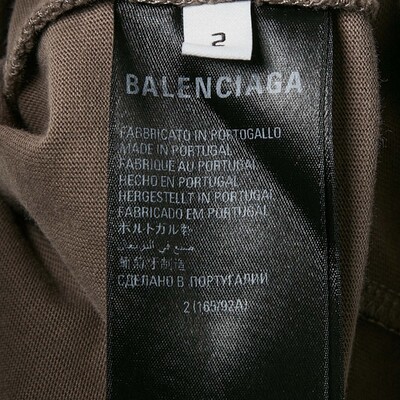 2
BALENCIAGA
FABBRICATO IN PORTOGALLO
MADE IN PORTUGAL
FABRIQUÉ AU PORTUGAL
HECHO EN PORTUGAL
HERGESTELLT IN PORTUGAL
FABRICADO EM PORTUGAL
ポルトガル製
صنع في البرتغال
葡萄牙制造
СДЕЛАНО В ПОРТУГАЛИИ
2 (165/92A)